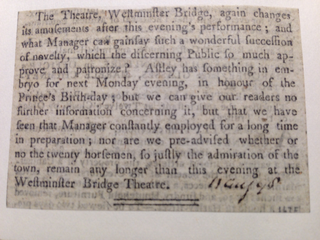 The Theatre, Westminster Bridge, again changes
its amusements after this evening's performance; and
what Manager can gainsay such a wonderful succession
of novelty, which the discerning Public so much ap-
prove and patronize? Astley has something in em-
bryo for next Monday evening, in honour of the
Prince's Birthday; but we can give our readers no
further information concerning it, but that we have
seen that Manager constantly employed for a long time
in preparation; nor are we pre-advised whether or
no the twenty horsemen, so justly the admiration of the
town, remain any longer than this evening at the
Westminster Bridge Theatre.